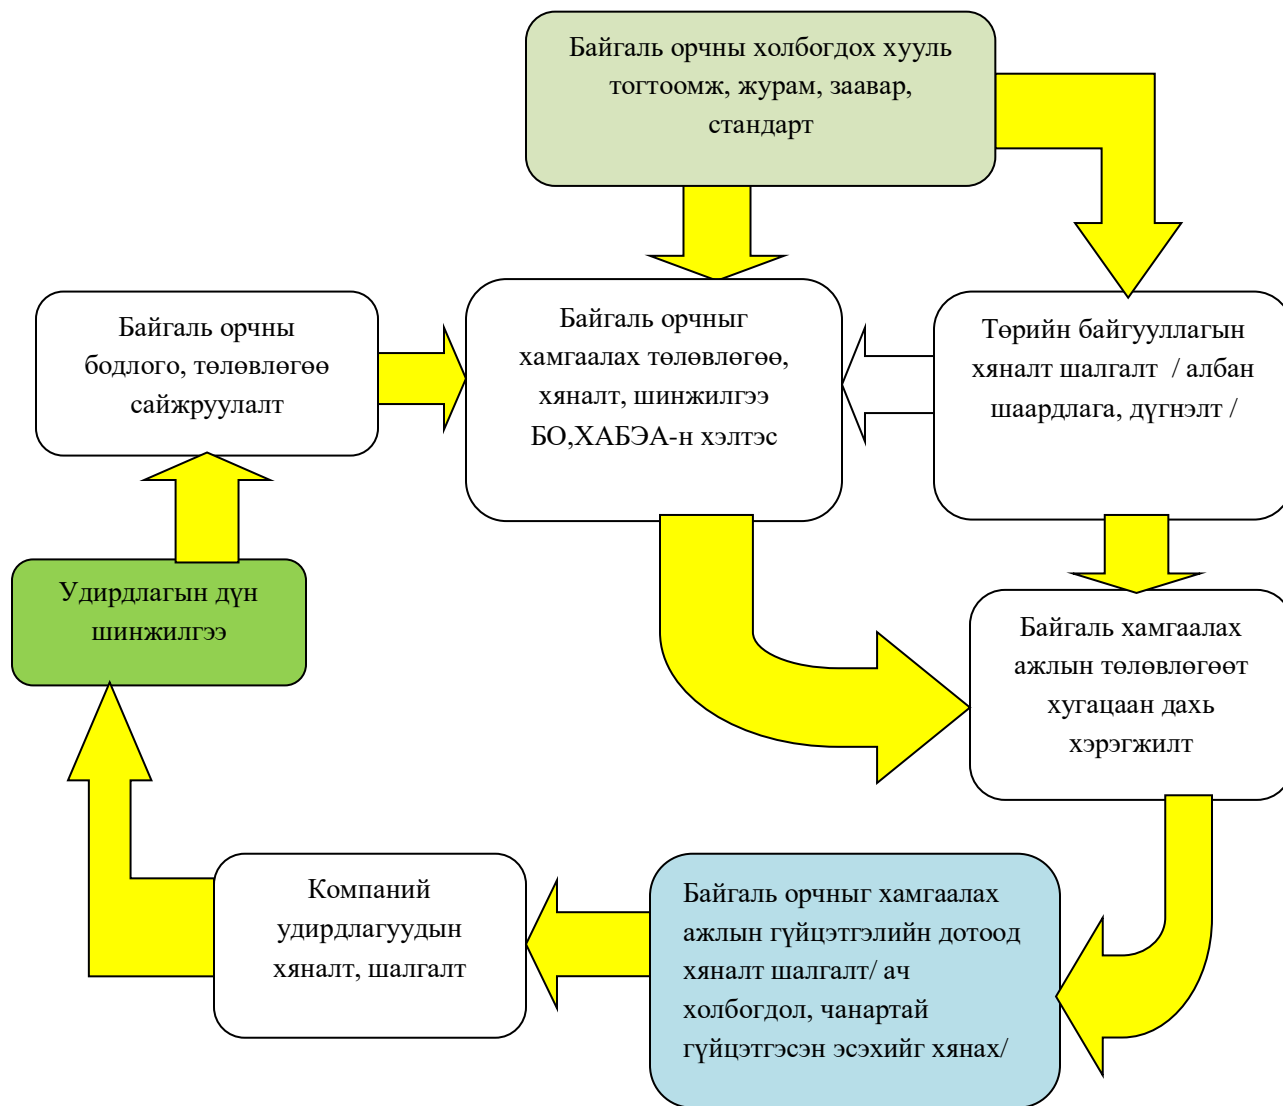 Байгаль орчны холбогдох хууль
тогтоомж, журам, заавар,
стандарт
Байгаль орчны
бодлого, төлөвлөгөө
сайжруулалт
Байгаль орчныг
хамгаалах төлөвлөгөө,
хяналт, шинжилгээ
БО,ХАБЭА-н хэлтэс
Төрийн байгууллагын
хяналт шалгалт / албан
шаардлага, дүгнэлт /
Удирдлагын дүн
шинжилгээ
Байгаль хамгаалах
ажлын төлөвлөгөөт
хугацаан дахь
хэрэгжилт
Компаний
удирдлагуудын
хяналт, шалгалт
Байгаль орчныг хамгаалах
ажлын гүйцэтгэлийн дотоод
хяналт шалгалт/ ач
холбогдол, чанартай
гүйцэтгэсэн эсэхийг хянах/